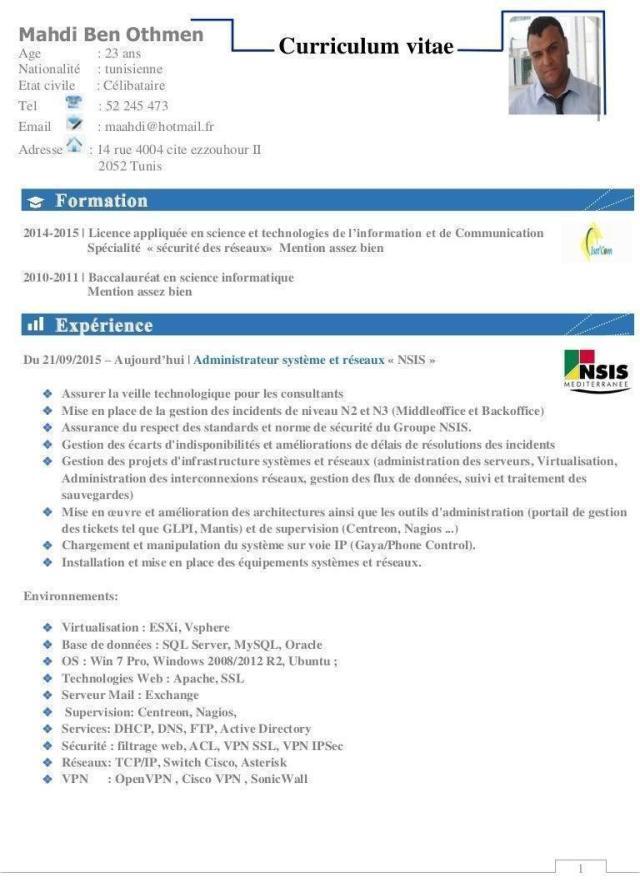 Mahdi Ben Othmen
Curriculum vitae
Age : 23 ans
Nationalité : tunisienne
Etat civile : Célibataire
Tel : 52 245 473
Email : maahdi@hotmail.fr
Adresse : 14 rue 4004 cite ezzouhour II
2052 Tunis
Formation
2014-2015 | Licence appliquée en science et technologies de l'information et de Communication
Spécialité « sécurité des réseaux» Mention assez bien
2010-2011 | Baccalauréat en science informatique
Mention assez bien
Expérience
Du 21/09/2015 – Aujourd'hui | Administrateur système et réseaux « NSIS »
NSIS
MEDITERRANEE
❖ Assurer la veille technologique pour les consultants
❖ Mise en place de la gestion des incidents de niveau N2 et N3 (Middleoffice et Backoffice)
❖ Assurance du respect des standards et norme de sécurité du Groupe NSIS.
❖ Gestion des écarts d'indisponibilités et améliorations de délais de résolutions des incidents
❖ Gestion des projets d'infrastructure systèmes et réseaux (administration des serveurs, Virtualisation,
Administration des interconnexions réseaux, gestion des flux de données, suivi et traitement des
sauvegardes)
❖ Mise en œuvre et amélioration des architectures ainsi que les outils d'administration (portail de gestion
des tickets tel que GLPI, Mantis) et de supervision (Centreon, Nagios ...)
❖ Chargement et manipulation du système sur voie IP (Gaya/Phone Control).
❖ Installation et mise en place des équipements systèmes et réseaux.
Environnements:
❖ Virtualisation : ESXi, Vsphere
❖ Base de données : SQL Server, MySQL, Oracle
❖ OS : Win 7 Pro, Windows 2008/2012 R2, Ubuntu ;
❖ Technologies Web : Apache, SSL
❖ Serveur Mail : Exchange
❖ Supervision: Centreon, Nagios,
❖ Services: DHCP, DNS, FTP, Active Directory
❖ Sécurité : filtrage web, ACL, VPN SSL, VPN IPSec
❖ Réseaux: TCP/IP, Switch Cisco, Asterisk
❖ VPN : OpenVPN , Cisco VPN , SonicWall
1